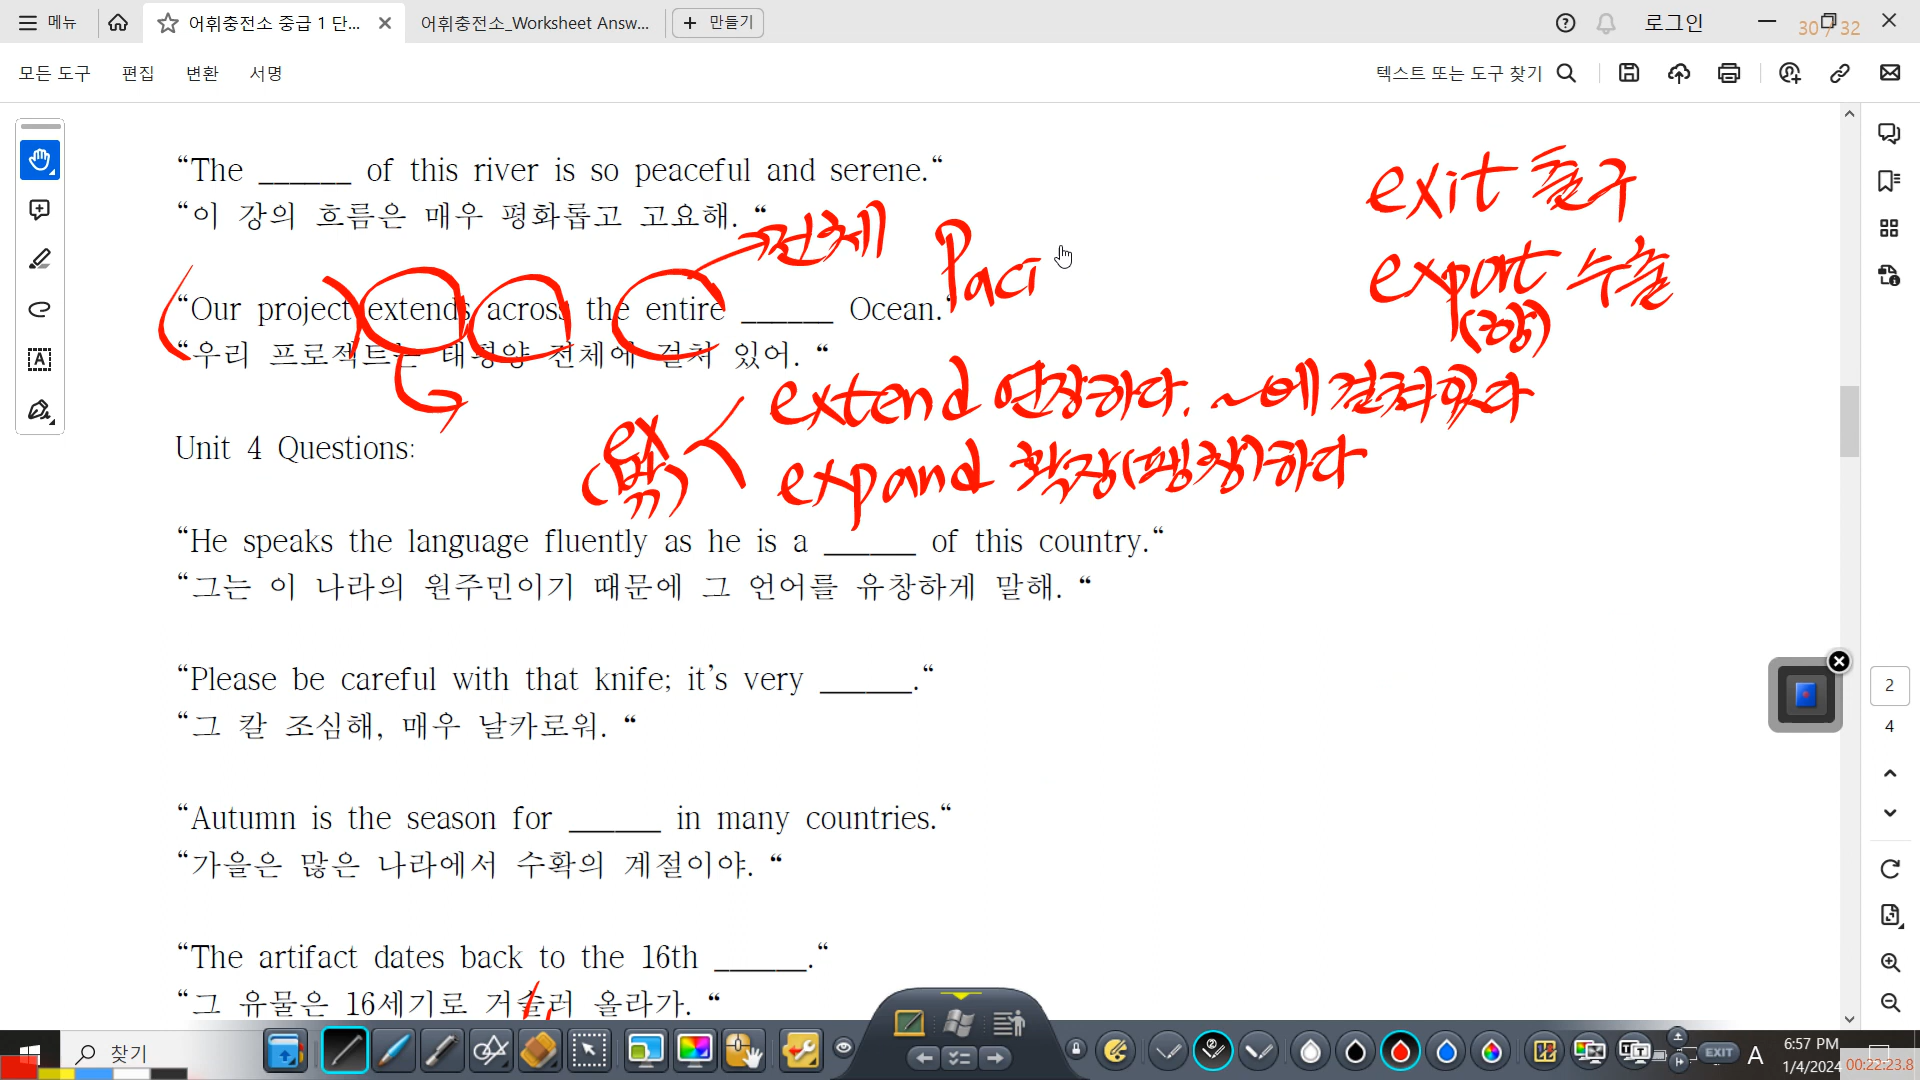 메뉴
어휘충전소 중급 1 단...
어휘충전소_Worksheet Answ...
만들기
로그인
30 / 32
모든 도구 편집 변환 서명
텍스트 또는 도구 찾기
“The ______ of this river is so peaceful and serene.“
“이 강의 흐름은 매우 평화롭고 고요해. “
exit 출구
전체
Paci
export 수출
(항)
“Our project extends across the entire ______ Ocean.“
“우리 프로젝트는 태평양 전체에 걸쳐 있어. “
extend 연장하다. ~에 걸쳐있다
ex
(밖)
expand 확장(팽창)하다
Unit 4 Questions:
“He speaks the language fluently as he is a ______ of this country.“
“그는 이 나라의 원주민이기 때문에 그 언어를 유창하게 말해. “
“Please be careful with that knife; it’s very ______.“
“그 칼 조심해, 매우 날카로워. “
2
4
“Autumn is the season for ______ in many countries.“
“가을은 많은 나라에서 수확의 계절이야. “
“The artifact dates back to the 16th ______.“
“그 유물은 16세기로 거슬러 올라가. “
찾기
EXIT
A
6:57 PM
1/4/2024
00:22:23.8